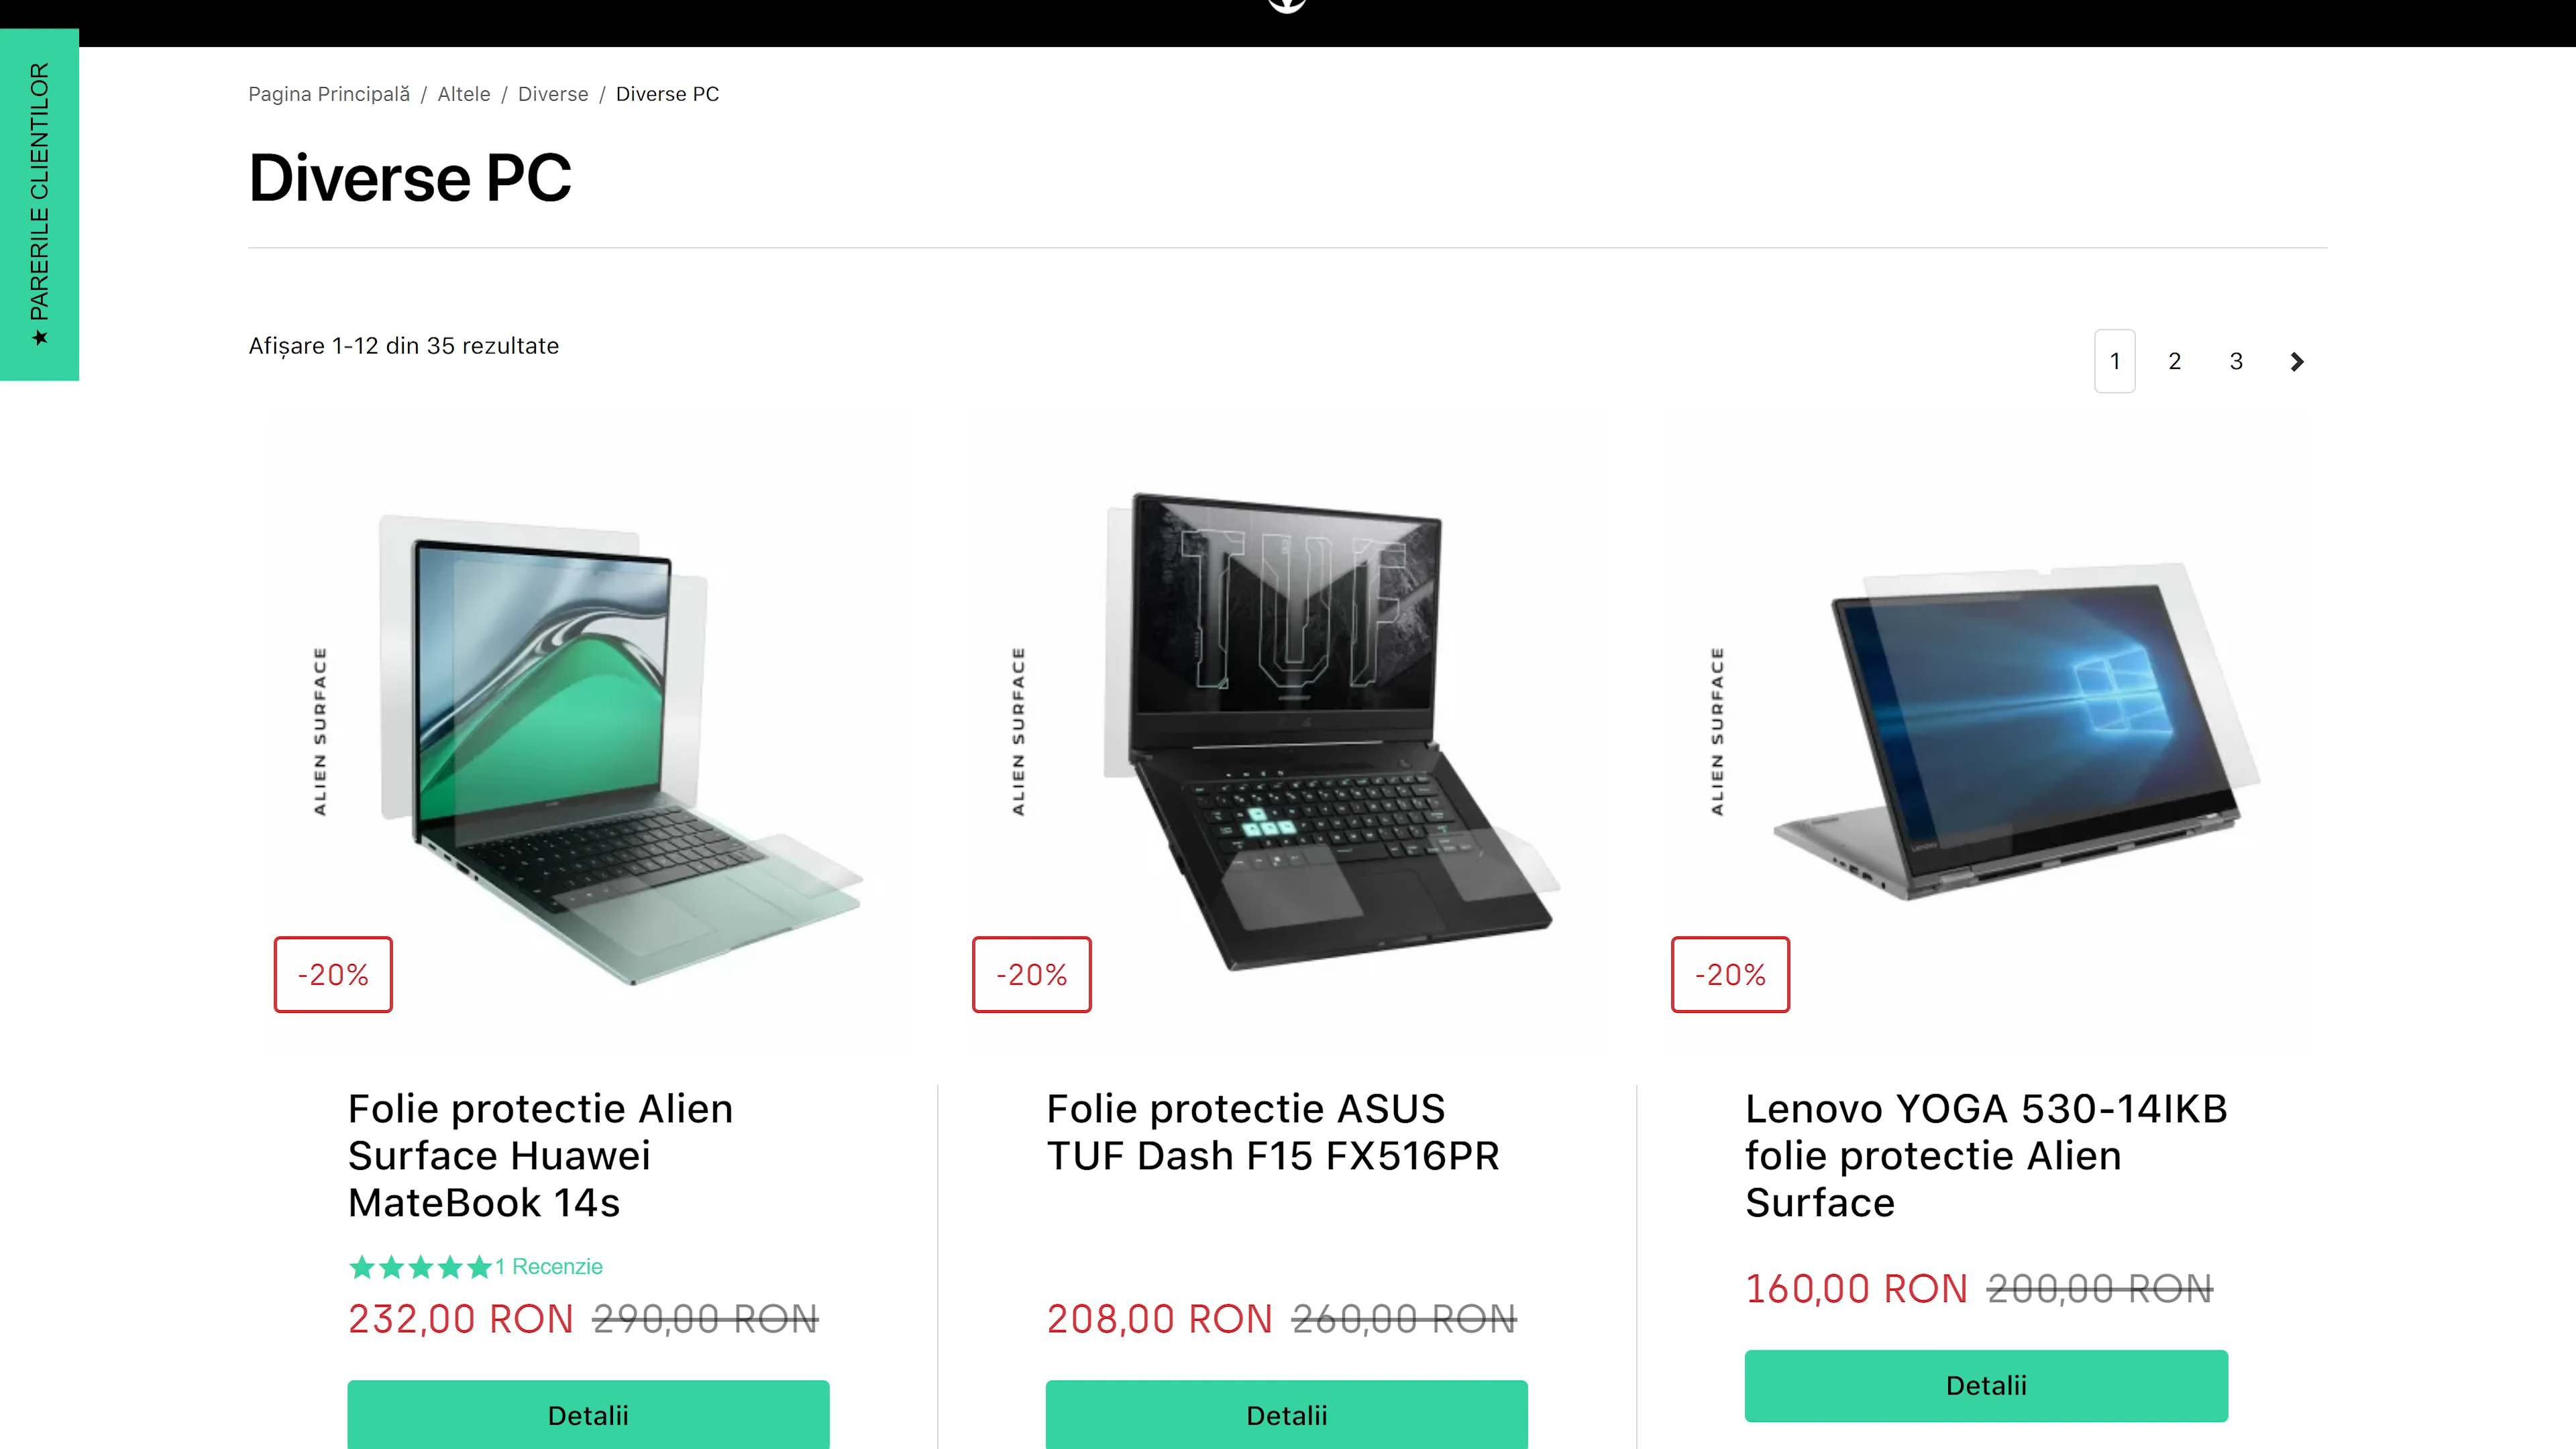 ★ PARERILE CLIENTILOR
Pagina Principală / Altele / Diverse / Diverse PC
Diverse PC
Afișare 1-12 din 35 rezultate
1 2 3
ALIEN SURFACE
-20%
Folie protectie Alien
Surface Huawei
MateBook 14s
1 Recenzie
232,00 RON 290,00 RON
Detalii
ALIEN SURFACE
TUF
-20%
Folie protectie ASUS
TUF Dash F15 FX516PR
208,00 RON 260,00 RON
Detalii
ALIEN SURFACE
-20%
Lenovo YOGA 530-14IKB
folie protectie Alien
Surface
160,00 RON 200,00 RON
Detalii